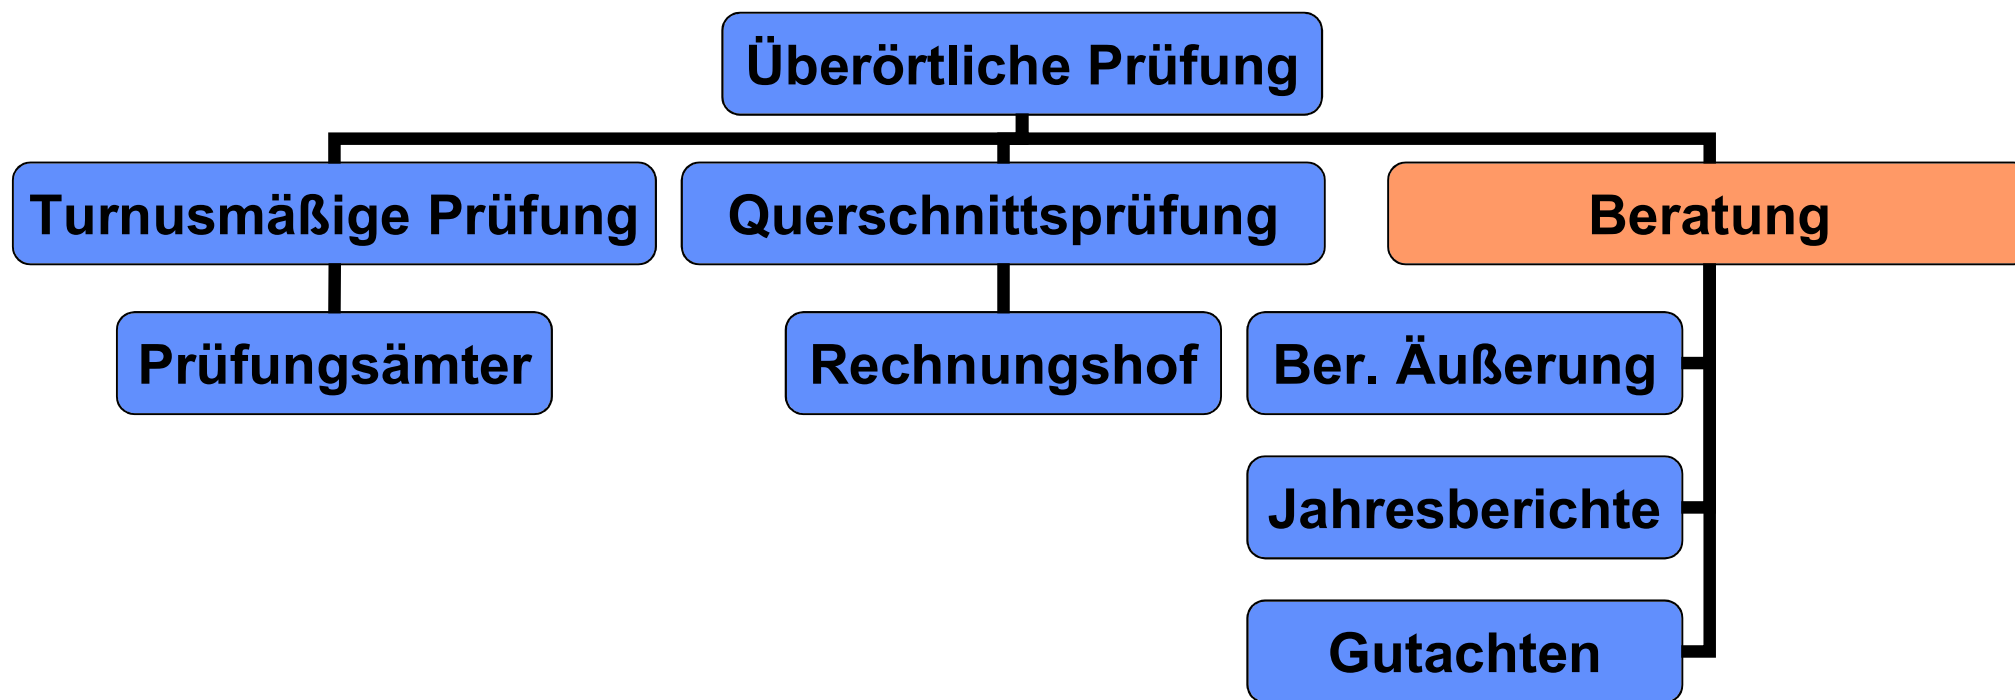 Überörtliche Prüfung
Turnusmäßige Prüfung
Querschnittsprüfung
Beratung
Prüfungsämter
Rechnungshof
Ber. Äußerung
Jahresberichte
Gutachten